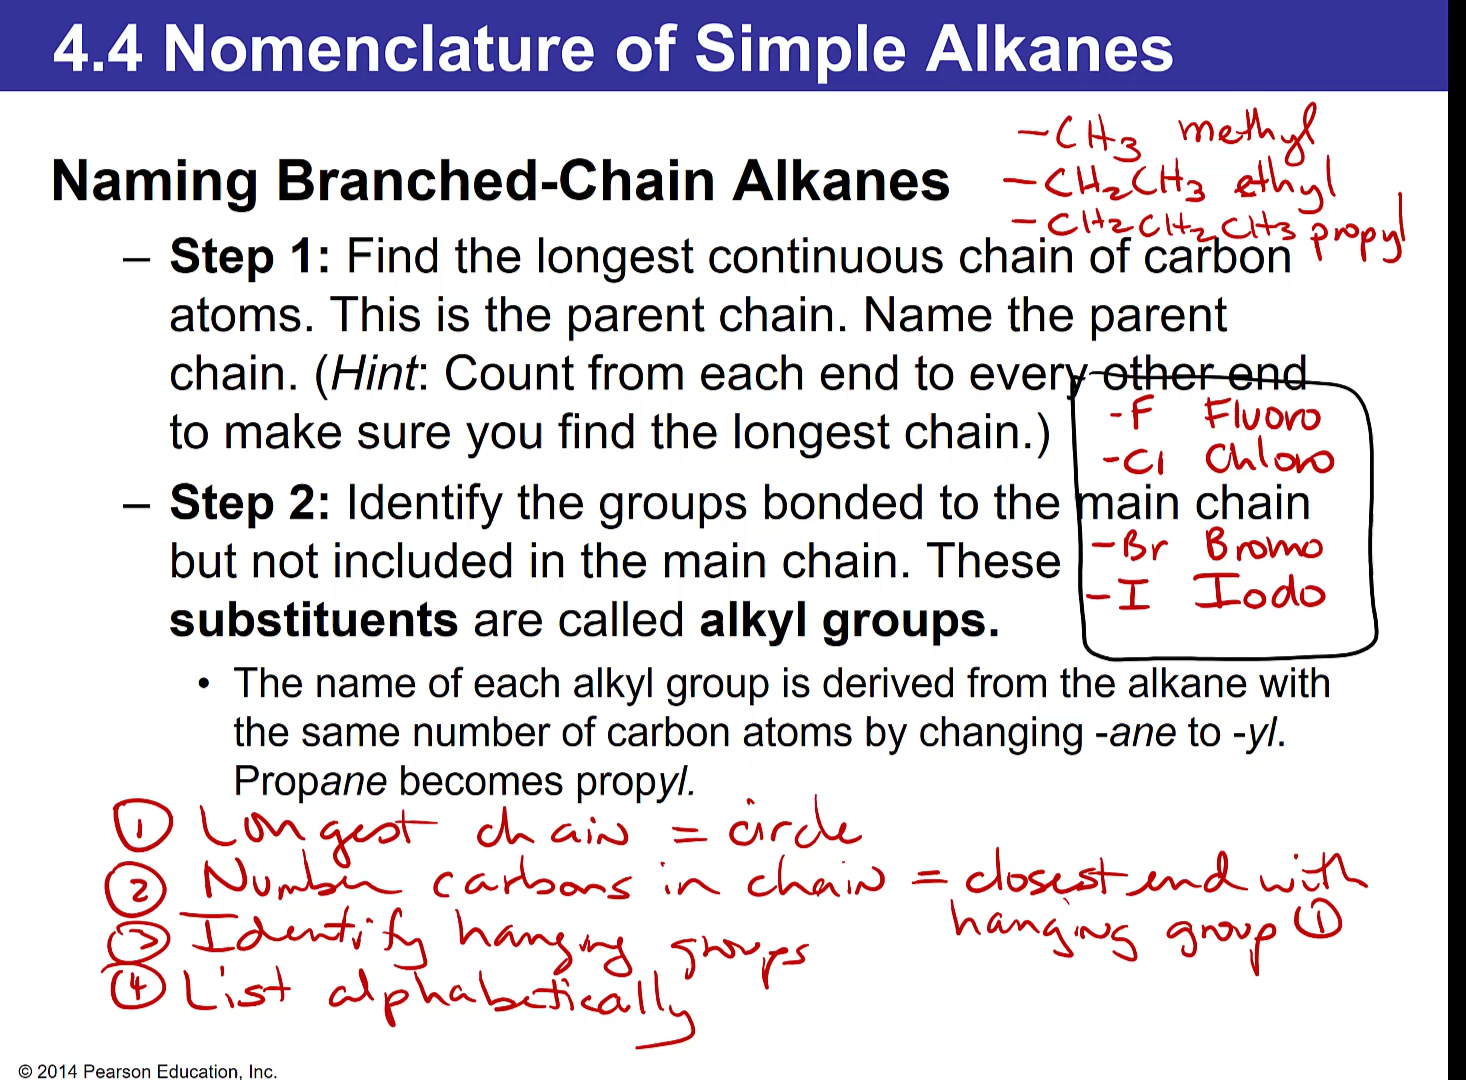 4.4 Nomenclature of Simple Alkanes
-CH3 methyl
Naming Branched-Chain Alkanes
-CH2CH3 ethyl
-CH2CH2CH3 propyl
– Step 1: Find the longest continuous chain of carbon
atoms. This is the parent chain. Name the parent
chain. (Hint: Count from each end to every other end
to make sure you find the longest chain.)
-F Fluoro
-Cl Chloro
– Step 2: Identify the groups bonded to the main chain
but not included in the main chain. These
substituents are called alkyl groups.
-Br Bromo
-I Iodo
• The name of each alkyl group is derived from the alkane with
the same number of carbon atoms by changing -ane to -yl.
Propane becomes propyl.
① Longest chain = circle
② Number carbons in chain = closest end with
hanging group ①
③ Identify hanging groups
④ List alphabetically
© 2014 Pearson Education, Inc.